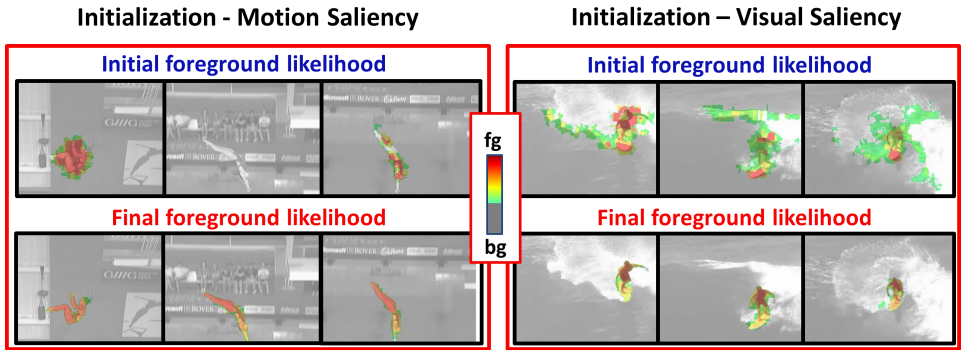 Initialization - Motion Saliency
Initialization – Visual Saliency
Initial foreground likelihood
Initial foreground likelihood
fg
bg
Final foreground likelihood
Final foreground likelihood